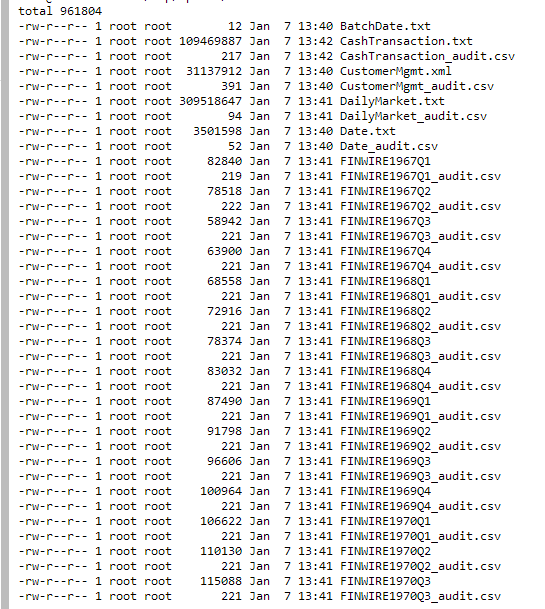 total 961804
-rw-r--r-- 1 root root        12 Jan  7 13:40 BatchDate.txt
-rw-r--r-- 1 root root 109469887 Jan  7 13:42 CashTransaction.txt
-rw-r--r-- 1 root root       217 Jan  7 13:42 CashTransaction_audit.csv
-rw-r--r-- 1 root root  31137912 Jan  7 13:40 CustomerMgmt.xml
-rw-r--r-- 1 root root       391 Jan  7 13:40 CustomerMgmt_audit.csv
-rw-r--r-- 1 root root 309518647 Jan  7 13:41 DailyMarket.txt
-rw-r--r-- 1 root root        94 Jan  7 13:41 DailyMarket_audit.csv
-rw-r--r-- 1 root root   3501598 Jan  7 13:40 Date.txt
-rw-r--r-- 1 root root        52 Jan  7 13:40 Date_audit.csv
-rw-r--r-- 1 root root     82840 Jan  7 13:41 FINWIRE1967Q1
-rw-r--r-- 1 root root       219 Jan  7 13:41 FINWIRE1967Q1_audit.csv
-rw-r--r-- 1 root root     78518 Jan  7 13:41 FINWIRE1967Q2
-rw-r--r-- 1 root root       222 Jan  7 13:41 FINWIRE1967Q2_audit.csv
-rw-r--r-- 1 root root     58942 Jan  7 13:41 FINWIRE1967Q3
-rw-r--r-- 1 root root       221 Jan  7 13:41 FINWIRE1967Q3_audit.csv
-rw-r--r-- 1 root root     63900 Jan  7 13:41 FINWIRE1967Q4
-rw-r--r-- 1 root root       221 Jan  7 13:41 FINWIRE1967Q4_audit.csv
-rw-r--r-- 1 root root     68558 Jan  7 13:41 FINWIRE1968Q1
-rw-r--r-- 1 root root       221 Jan  7 13:41 FINWIRE1968Q1_audit.csv
-rw-r--r-- 1 root root     72916 Jan  7 13:41 FINWIRE1968Q2
-rw-r--r-- 1 root root       221 Jan  7 13:41 FINWIRE1968Q2_audit.csv
-rw-r--r-- 1 root root     78374 Jan  7 13:41 FINWIRE1968Q3
-rw-r--r-- 1 root root       221 Jan  7 13:41 FINWIRE1968Q3_audit.csv
-rw-r--r-- 1 root root     83032 Jan  7 13:41 FINWIRE1968Q4
-rw-r--r-- 1 root root       221 Jan  7 13:41 FINWIRE1968Q4_audit.csv
-rw-r--r-- 1 root root     87490 Jan  7 13:41 FINWIRE1969Q1
-rw-r--r-- 1 root root       221 Jan  7 13:41 FINWIRE1969Q1_audit.csv
-rw-r--r-- 1 root root     91798 Jan  7 13:41 FINWIRE1969Q2
-rw-r--r-- 1 root root       221 Jan  7 13:41 FINWIRE1969Q2_audit.csv
-rw-r--r-- 1 root root     96606 Jan  7 13:41 FINWIRE1969Q3
-rw-r--r-- 1 root root       221 Jan  7 13:41 FINWIRE1969Q3_audit.csv
-rw-r--r-- 1 root root    100964 Jan  7 13:41 FINWIRE1969Q4
-rw-r--r-- 1 root root       221 Jan  7 13:41 FINWIRE1969Q4_audit.csv
-rw-r--r-- 1 root root    106622 Jan  7 13:41 FINWIRE1970Q1
-rw-r--r-- 1 root root       221 Jan  7 13:41 FINWIRE1970Q1_audit.csv
-rw-r--r-- 1 root root    110130 Jan  7 13:41 FINWIRE1970Q2
-rw-r--r-- 1 root root       221 Jan  7 13:41 FINWIRE1970Q2_audit.csv
-rw-r--r-- 1 root root    115088 Jan  7 13:41 FINWIRE1970Q3
-rw-r--r-- 1 root root       221 Jan  7 13:41 FINWIRE1970Q3_audit.csv